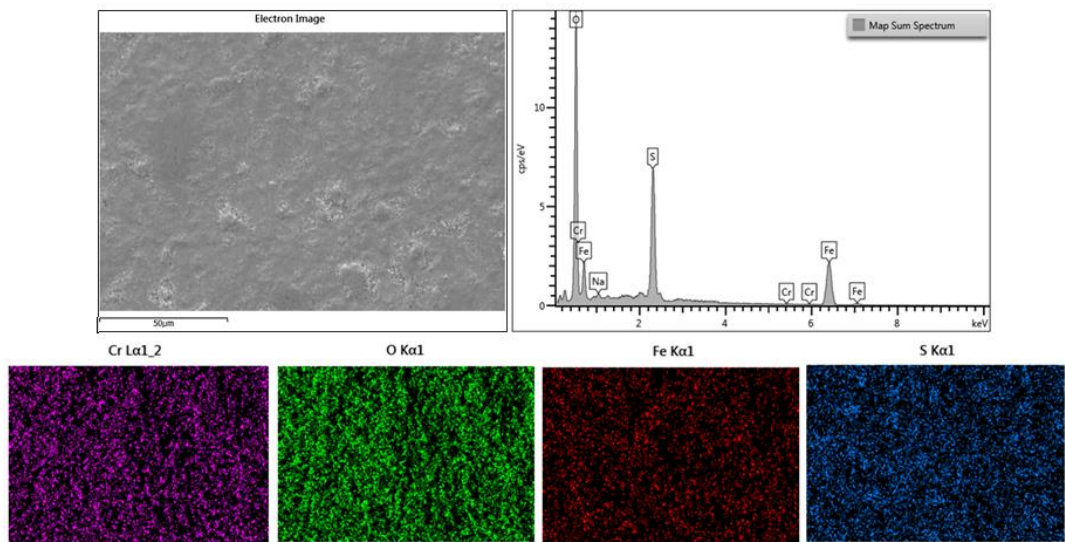 Electron Image
50µm
Map Sum Spectrum
cps/eV
10
5
0
O
Cr
Fe
Na
S
Cr
Cr
Fe
Fe
2
4
6
8
keV
Cr Lα1_2
O Kα1
Fe Kα1
S Kα1